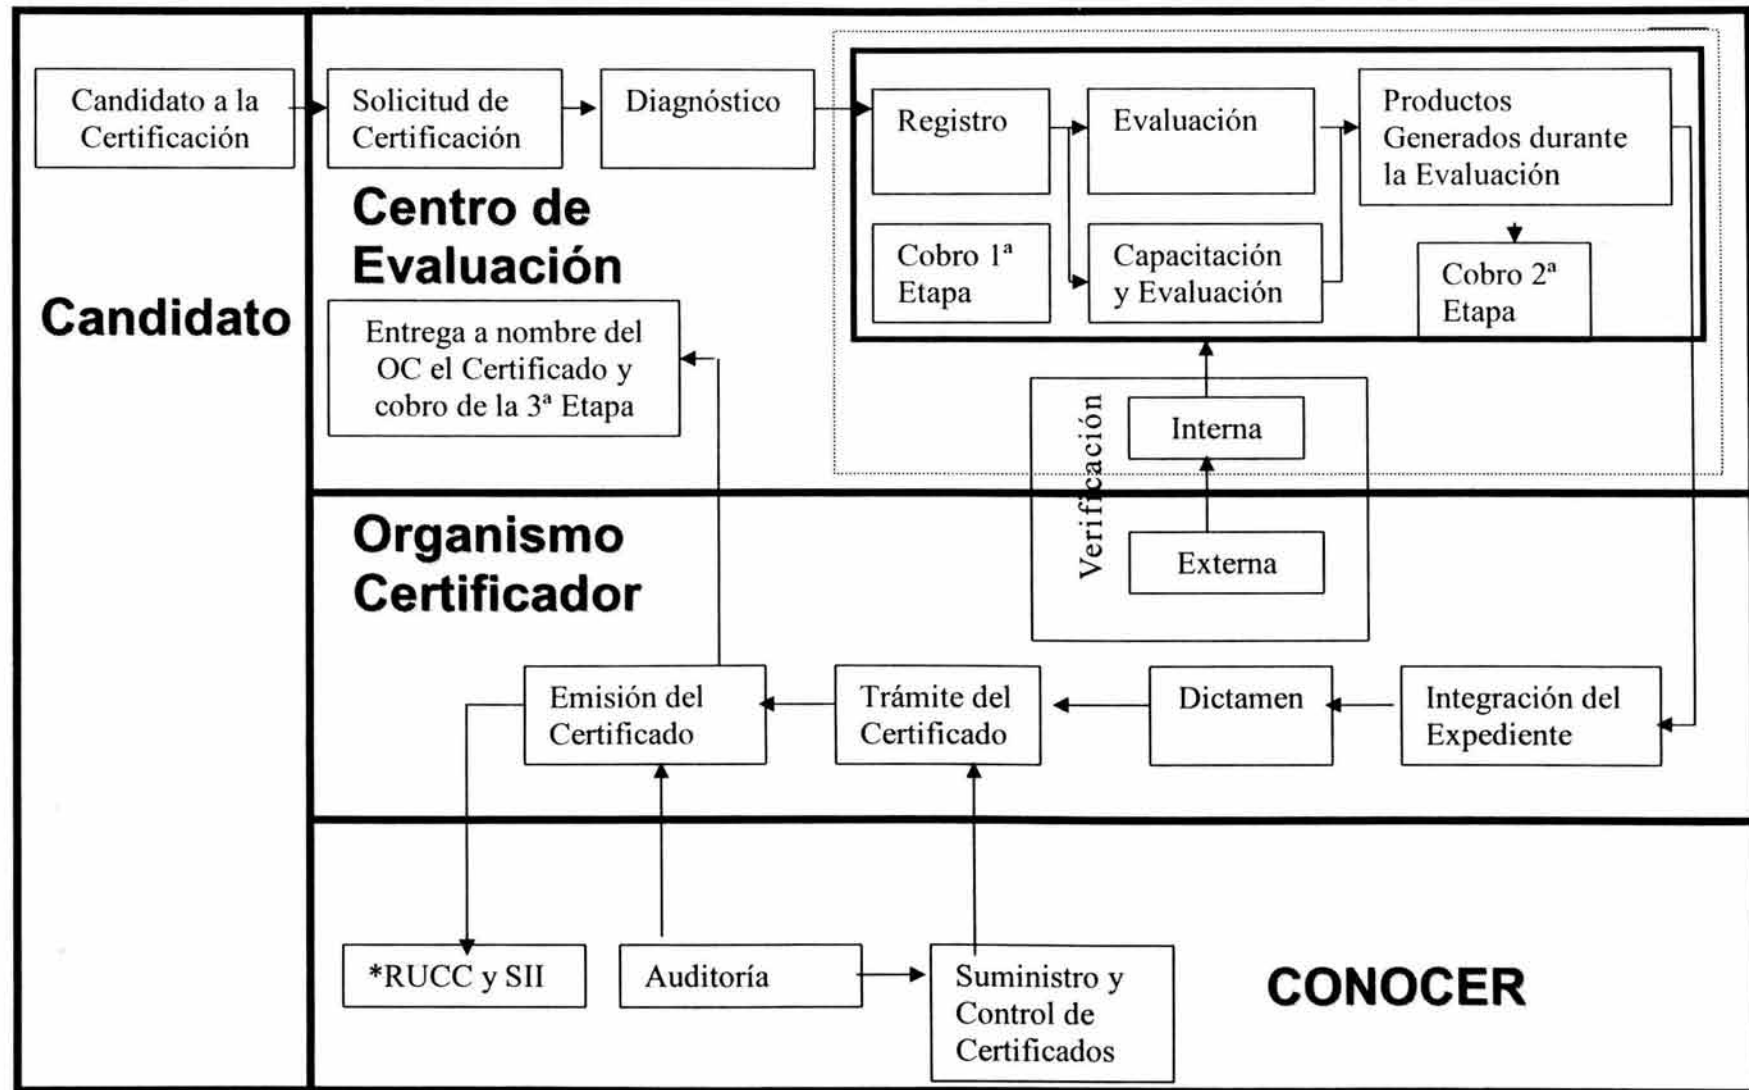 Candidato a la
Certificación
Solicitud de
Certificación
Diagnóstico
Registro
Evaluación
Productos
Generados durante
la Evaluación
Centro de
Evaluación
Cobro 1ª
Etapa
Capacitación
y Evaluación
Cobro 2ª
Etapa
Candidato
Entrega a nombre del
OC el Certificado y
cobro de la 3ª Etapa
Verificación
Interna
Externa
Organismo
Certificador
Emisión del
Certificado
Trámite del
Certificado
Dictamen
Integración del
Expediente
*RUCC y SII
Auditoría
Suministro y
Control de
Certificados
CONOCER